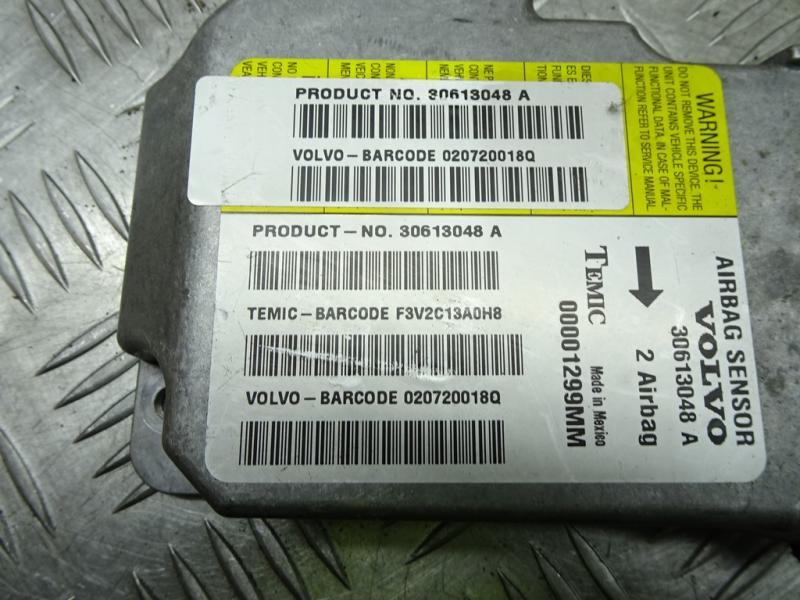 PRODUCT NO. 30613048 A
VOLVO-BARCODE 020720018Q
PRODUCT-NO. 30613048 A
TEMIC-BARCODE F3V2C13A0H8
VOLVO-BARCODE 020720018Q
TEMIC
00001299MM
Made in Mexico
2 Airbag
AIRBAG SENSOR
VOLVO
30613048 A
WARNING!
DO NOT REMOVE THIS DEVICE. THE
UNIT CONTAINS VEHICLE SPECIFIC
FUNCTIONAL DATA. IN CASE OF MAL-
FUNCTION REFER TO SERVICE MANUAL